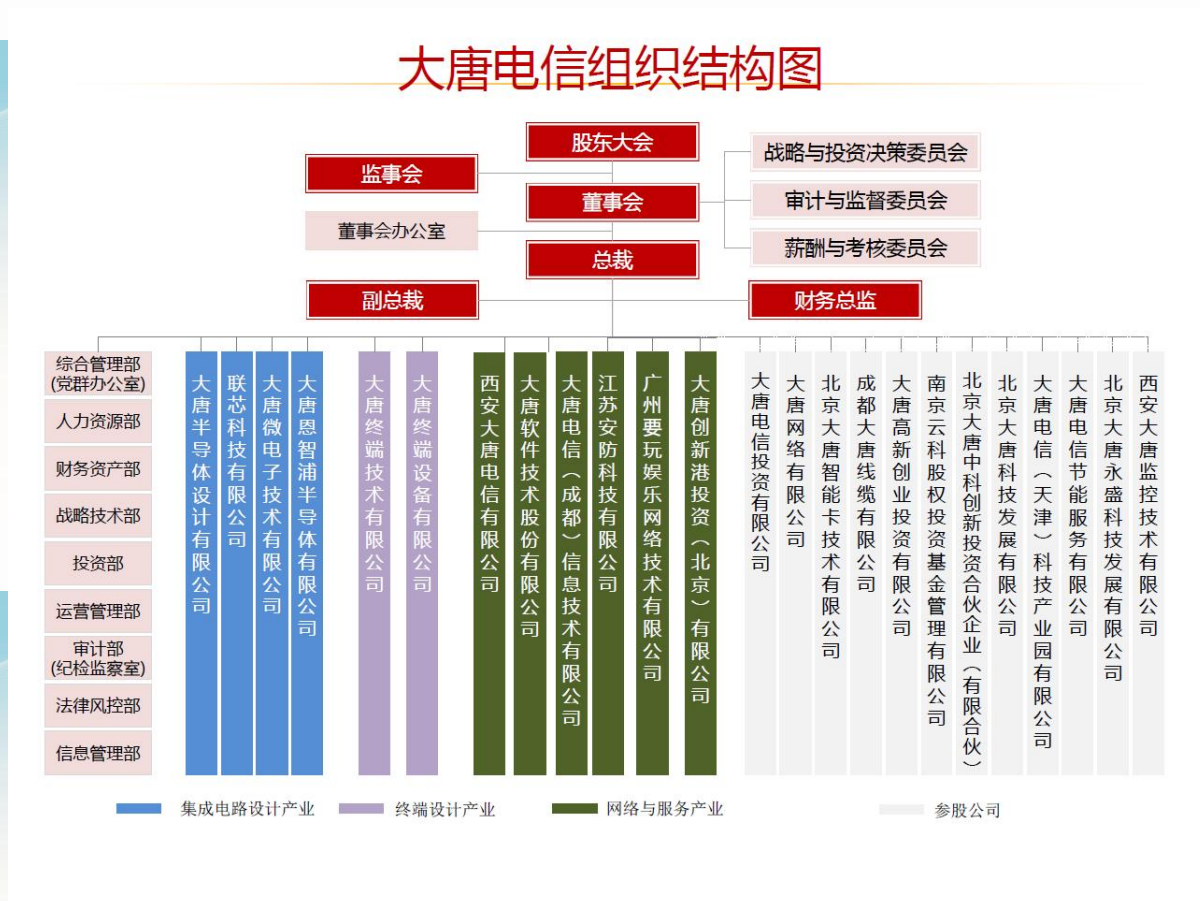 大唐电信组织结构图
股东大会
监事会
董事会
董事会办公室
总裁
副总裁
财务总监
战略与投资决策委员会
审计与监督委员会
薪酬与考核委员会
综合管理部
(党群办公室)
人力资源部
财务资产部
战略技术部
投资部
运营管理部
审计部
(纪检监察室)
法律风控部
信息管理部
大唐半导体设计有限公司
联芯科技有限公司
大唐微电子技术有限公司
大唐恩智浦半导体有限公司
大唐终端技术有限公司
大唐终端设备有限公司
西安大唐电信有限公司
大唐软件技术股份有限公司
大唐电信（成都）信息技术有限公司
江苏安防科技有限公司
广州要玩娱乐网络技术有限公司
大唐创新港投资（北京）有限公司
大唐电信投资有限公司
大唐网络有限公司
北京大唐智能卡技术有限公司
成都大唐线缆有限公司
大唐高新创业投资有限公司
南京云科股权投资基金管理有限公司
北京大唐中科创新投资合伙企业（有限合伙）
北京大唐科技发展有限公司
大唐电信（天津）科技产业园有限公司
大唐电信节能服务有限公司
北京大唐永盛科技发展有限公司
西安大唐监控技术有限公司
集成电路设计产业
终端设计产业
网络与服务产业
参股公司